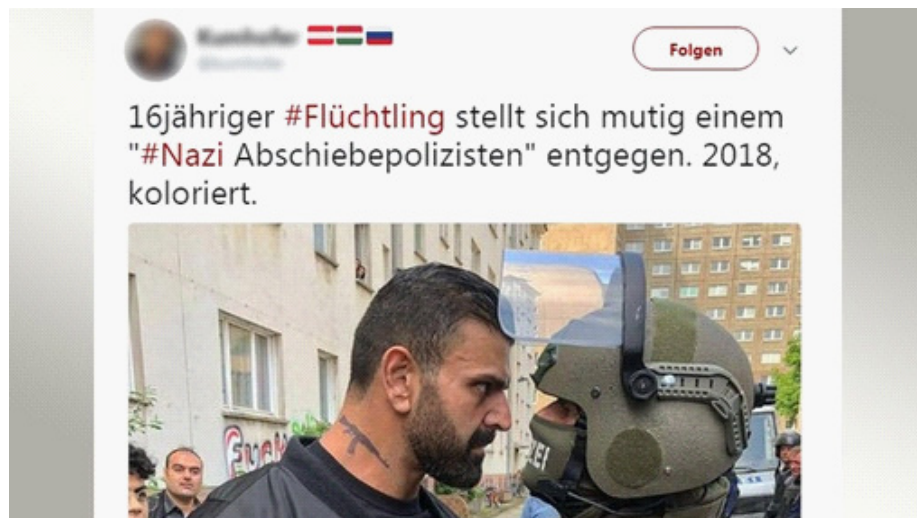 Folgen
16jähriger #Flüchtling stellt sich mutig einem
"#Nazi Abschiebepolizisten" entgegen. 2018,
koloriert.